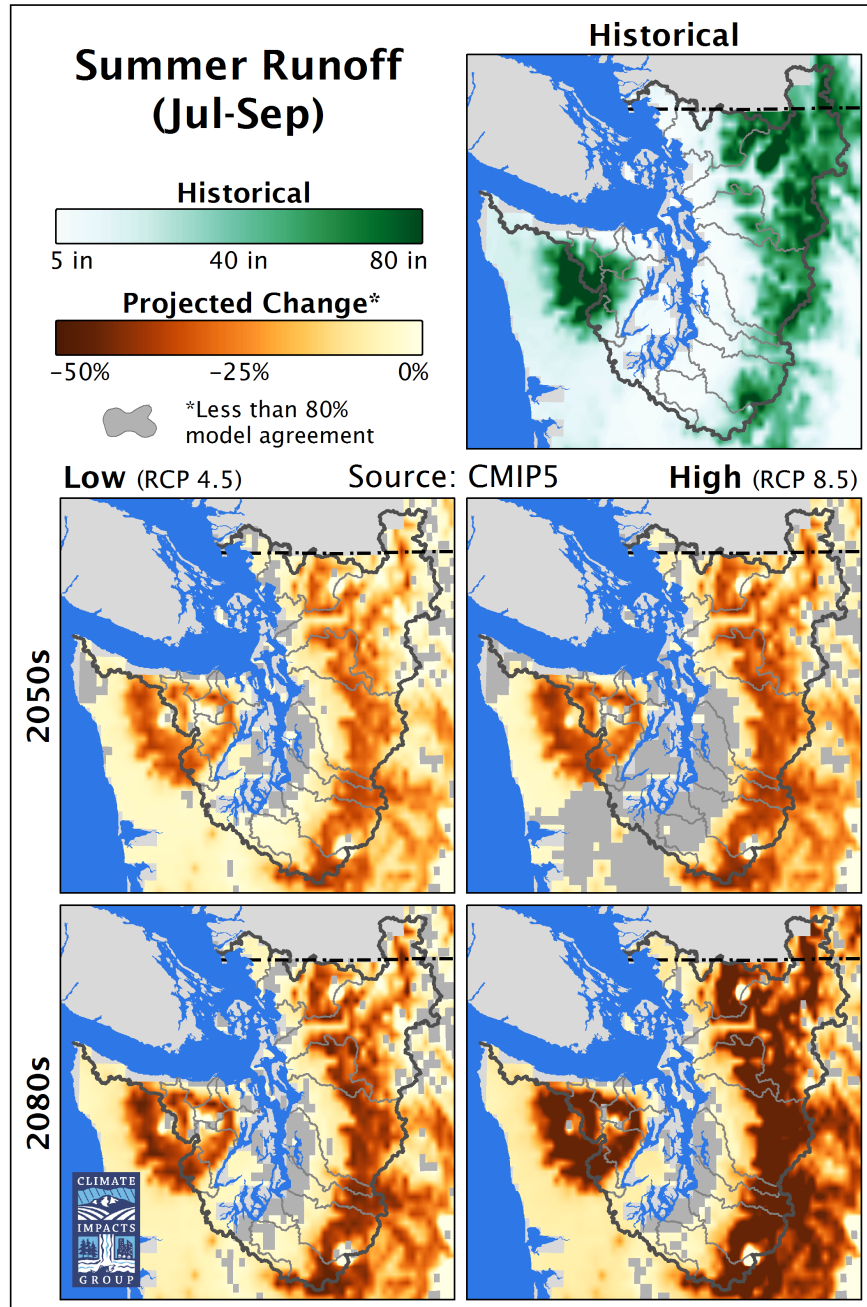 Summer Runoff
(Jul-Sep)
Historical
Historical
5 in 40 in 80 in
Projected Change*
−50% −25% 0%
*Less than 80%
model agreement
Low (RCP 4.5) Source: CMIP5 High (RCP 8.5)
2050s
2080s
CLIMATE
IMPACTS
GROUP